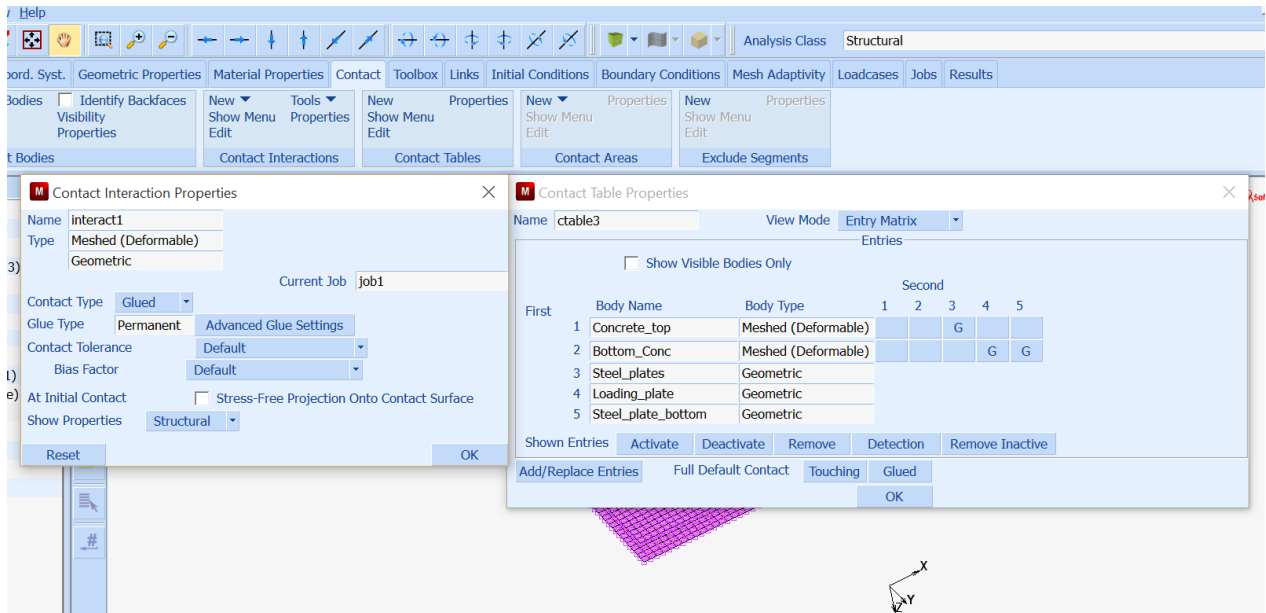 Help
Analysis Class Structural
Geometric Properties Material Properties Contact Toolbox Links Initial Conditions Boundary Conditions Mesh Adaptivity Loadcases Jobs Results
Bodies Identify Backfaces New Tools New Properties New Properties New Properties
Visibility Show Menu Properties Show Menu Show Menu Show Menu
Properties Edit Edit Edit Edit
t Bodies Contact Interactions Contact Tables Contact Areas Exclude Segments
M Contact Interaction Properties
Name interact1
Type Meshed (Deformable)
Geometric
Current Job job1
Contact Type Glued
Glue Type Permanent Advanced Glue Settings
Contact Tolerance Default
Bias Factor Default
At Initial Contact Stress-Free Projection Onto Contact Surface
Show Properties Structural
Reset OK
M Contact Table Properties
Name ctable3 View Mode Entry Matrix
Entries
Show Visible Bodies Only
Second
First Body Name Body Type 1 2 3 4 5
1 Concrete_top Meshed (Deformable) G
2 Bottom_Conc Meshed (Deformable) G G
3 Steel_plates Geometric
4 Loading_plate Geometric
5 Steel_plate_bottom Geometric
Shown Entries Activate Deactivate Remove Detection Remove Inactive
Add/Replace Entries Full Default Contact Touching Glued
OK
3)
1)
e)
#
X
Y
Z